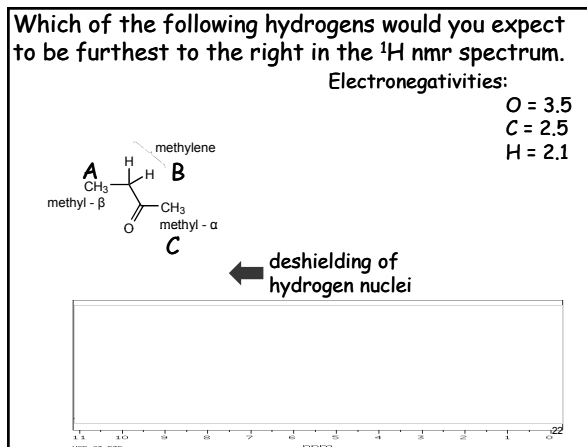 Which of the following hydrogens would you expect
to be furthest to the right in the ¹H nmr spectrum.
Electronegativities:
O = 3.5
C = 2.5
H = 2.1
methylene
A
H
H
B
CH₃
methyl - β
CH₃
O
methyl - α
C
deshielding of
hydrogen nuclei
22
11 10 9 8 7 6 5 4 3 2 1 0